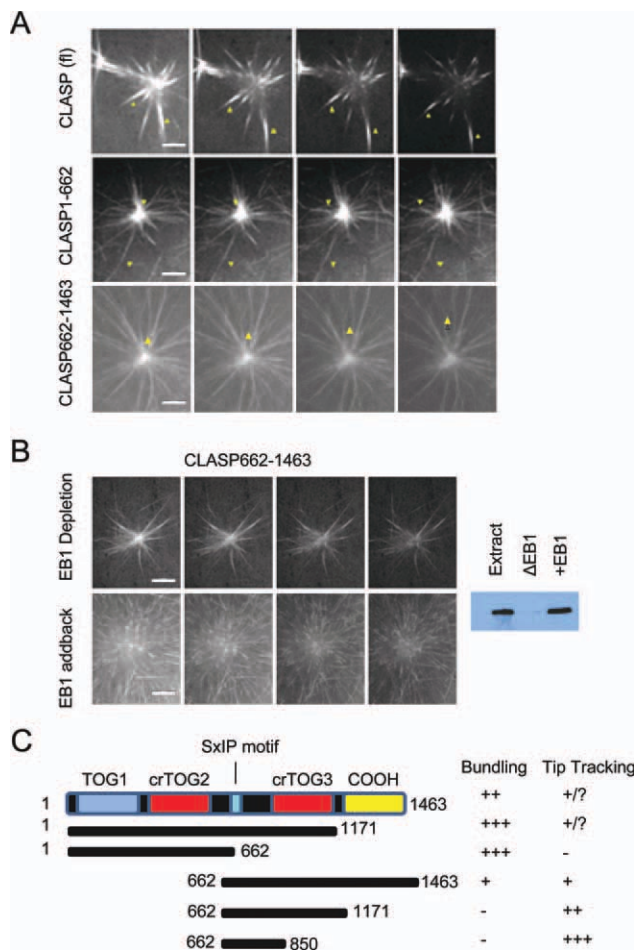 A
CLASP (fl)
CLASP1-662
CLASP662-1463
B
CLASP662-1463
EB1 Depletion
EB1 addback
Extract
ΔEB1
+EB1
C
SxIP motif
Bundling Tip Tracking
TOG1 crTOG2 crTOG3 COOH
1 1463 ++ +/?
1 1171 +++ +/?
1 662 +++ -
662 1463 + +
662 1171 - ++
662 850 - +++